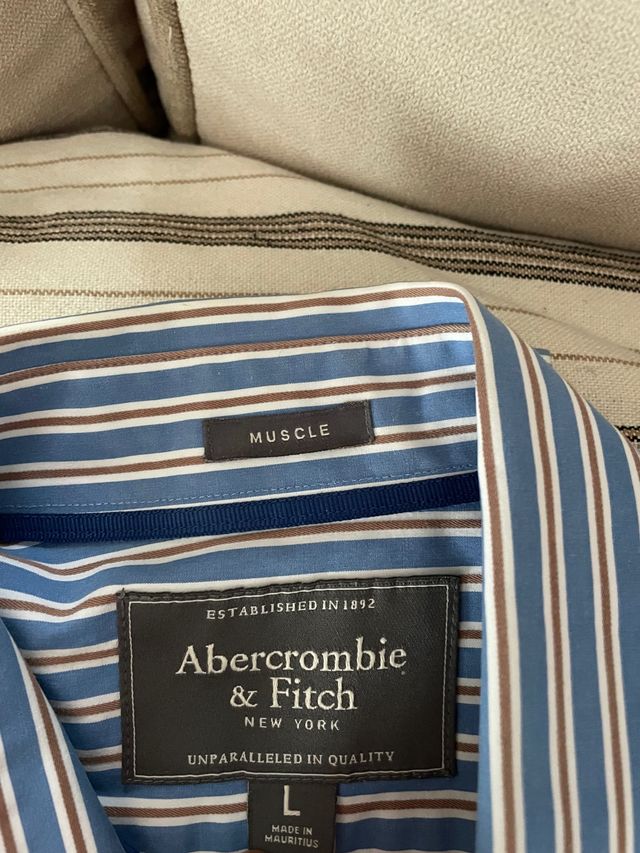 MUSCLE
ESTABLISHED IN 1892
Abercrombie
& Fitch
NEW YORK
UNPARALLELED IN QUALITY
L
MADE IN
MAURITIUS